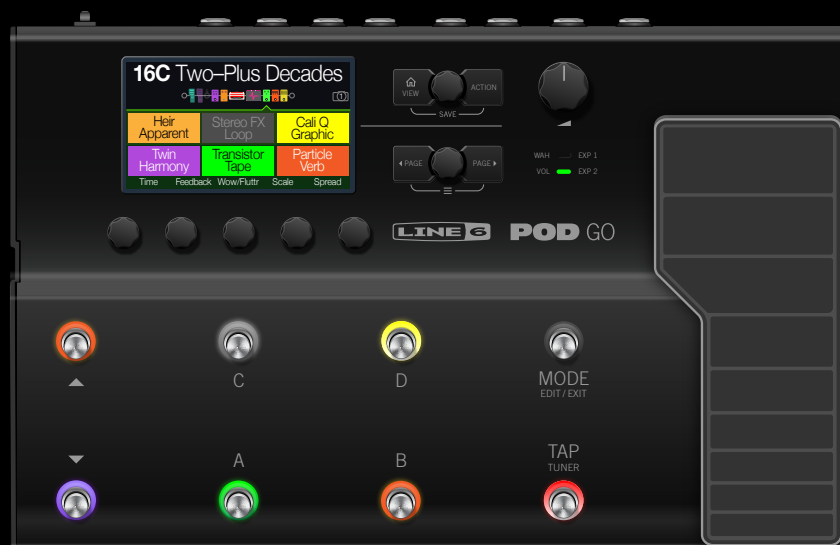 16C Two–Plus Decades
1
Heir Apparent
Stereo FX Loop
Cali Q Graphic
Twin Harmony
Transistor Tape
Particle Verb
Time Feedback Wow/Fluttr Scale Spread
VIEW
ACTION
SAVE
PAGE
PAGE
WAH EXP 1
VOL EXP 2
LINE 6
POD GO
C
D
MODE
EDIT / EXIT
A
B
TAP
TUNER